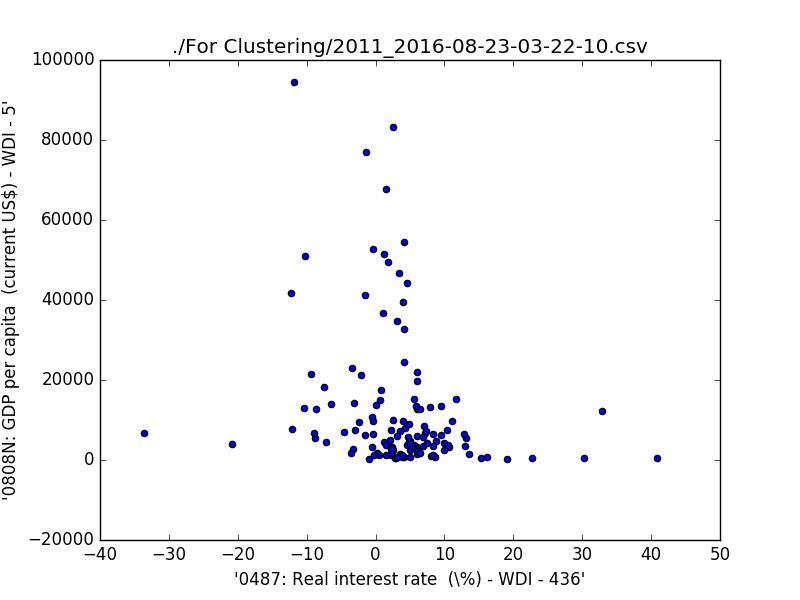 ./For Clustering/2011_2016-08-23-03-22-10.csv
'0808N: GDP per capita (current US$) - WDI - 5'
100000
80000
60000
40000
20000
0
−20000
−40 −30 −20 −10 0 10 20 30 40 50
'0487: Real interest rate (\%) - WDI - 436'